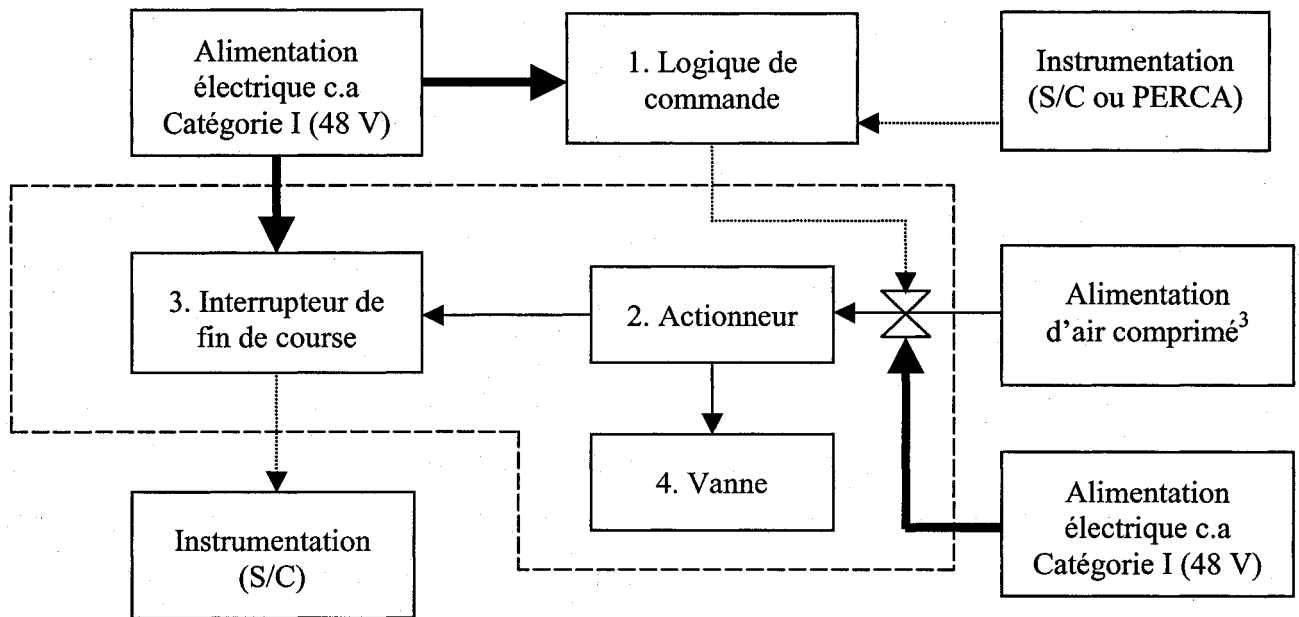 Alimentation
électrique c.a
Catégorie I (48 V)
1. Logique de
commande
Instrumentation
(S/C ou PERCA)
3. Interrupteur de
fin de course
2. Actionneur
Alimentation
d'air comprimé³
4. Vanne
Instrumentation
(S/C)
Alimentation
électrique c.a
Catégorie I (48 V)